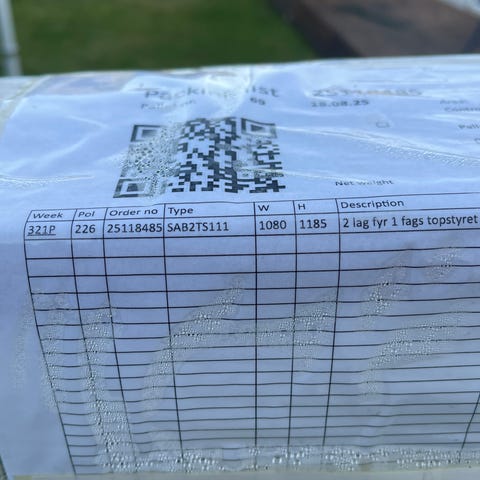 Packing list
69
18.08.25
Net weight
Week Pol Order no Type W H Description
321P 226 25118485 SAB2TS111 1080 1185 2 lag fyr 1 fags topstyret